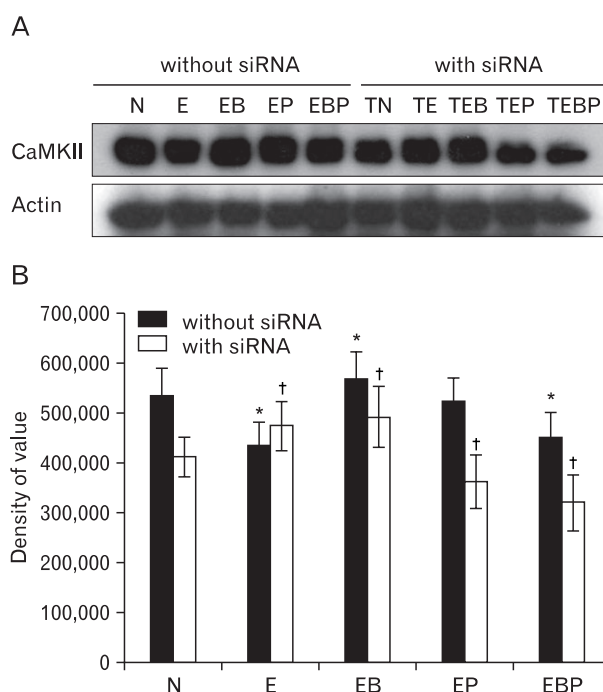 A
without siRNA with siRNA
N E EB EP EBP TN TE TEB TEP TEBP
CaMKII
Actin
B
700,000
600,000
500,000
400,000
300,000
200,000
100,000
0
Density of value
without siRNA
with siRNA
*
†
*
†
†
*
†
N E EB EP EBP